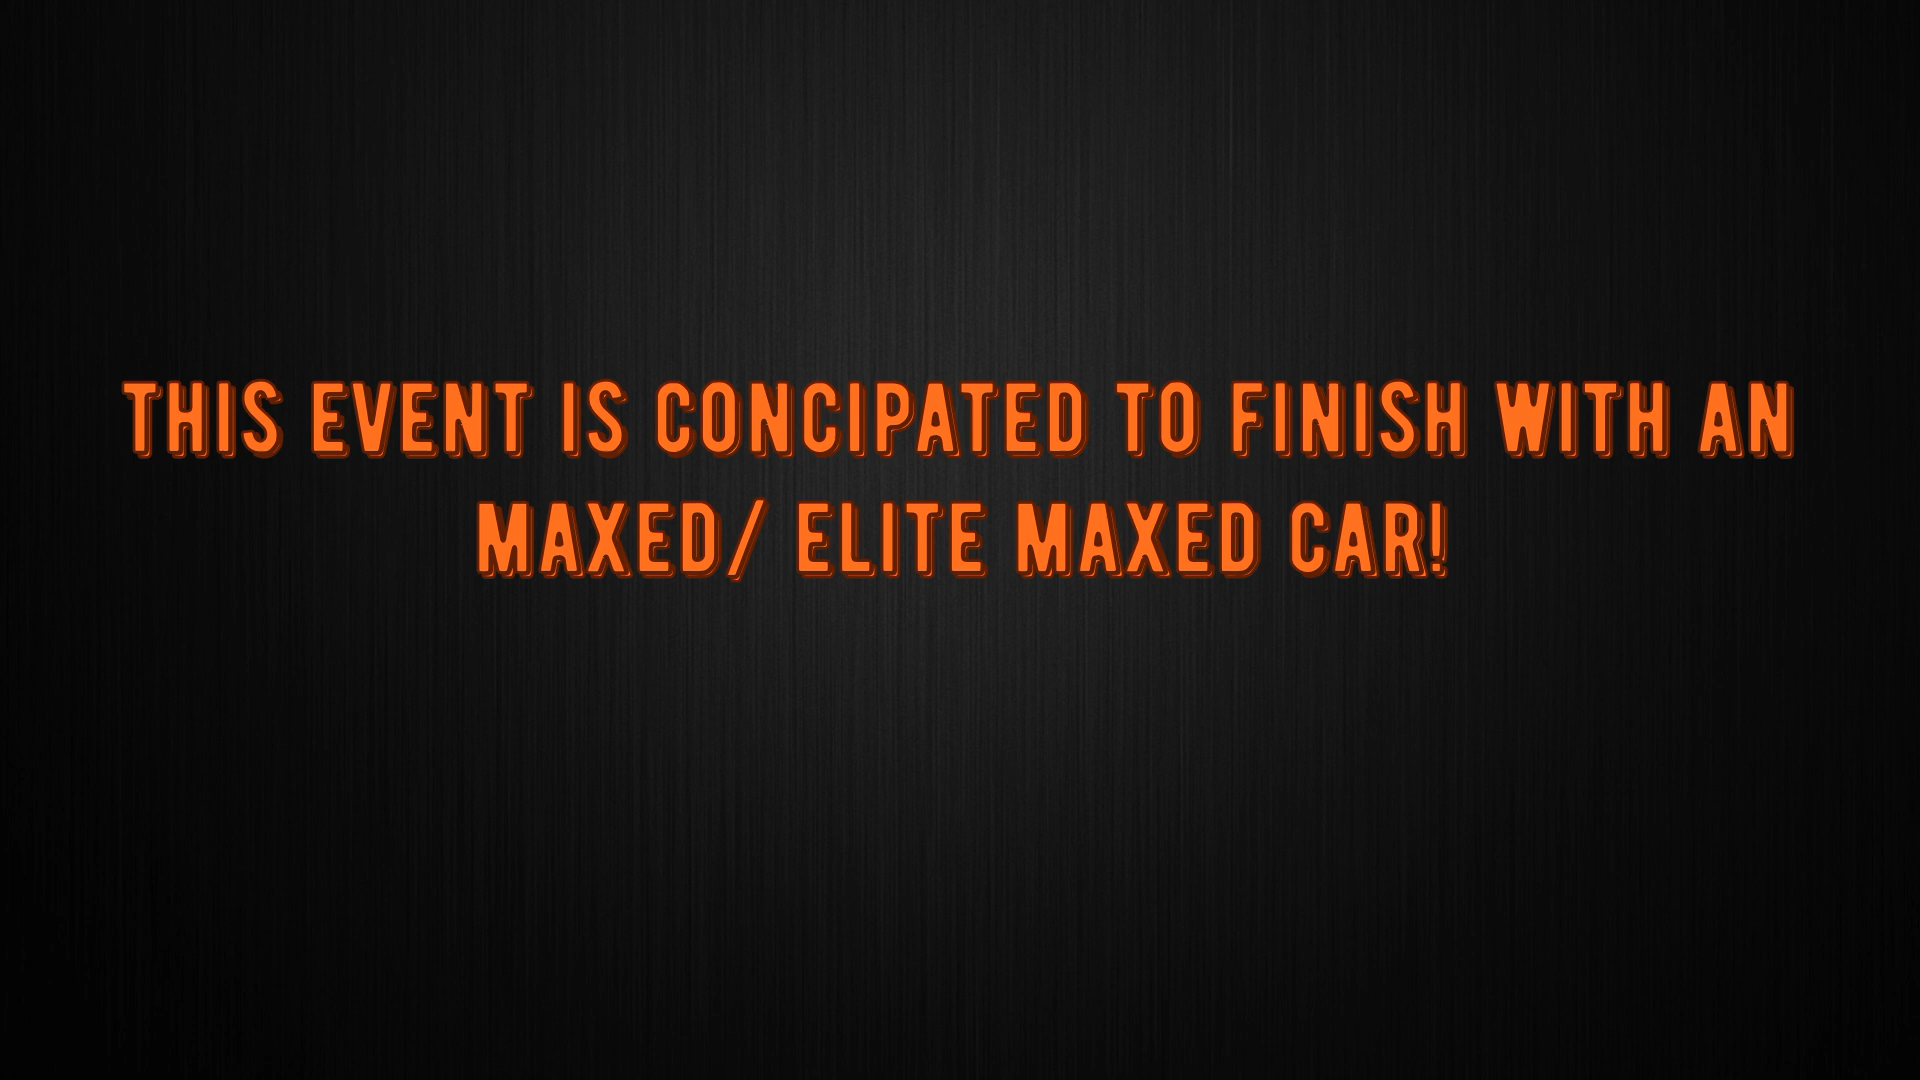 THIS EVENT IS CONCIPATED TO FINISH WITH AN
MAXED/ ELITE MAXED CAR!